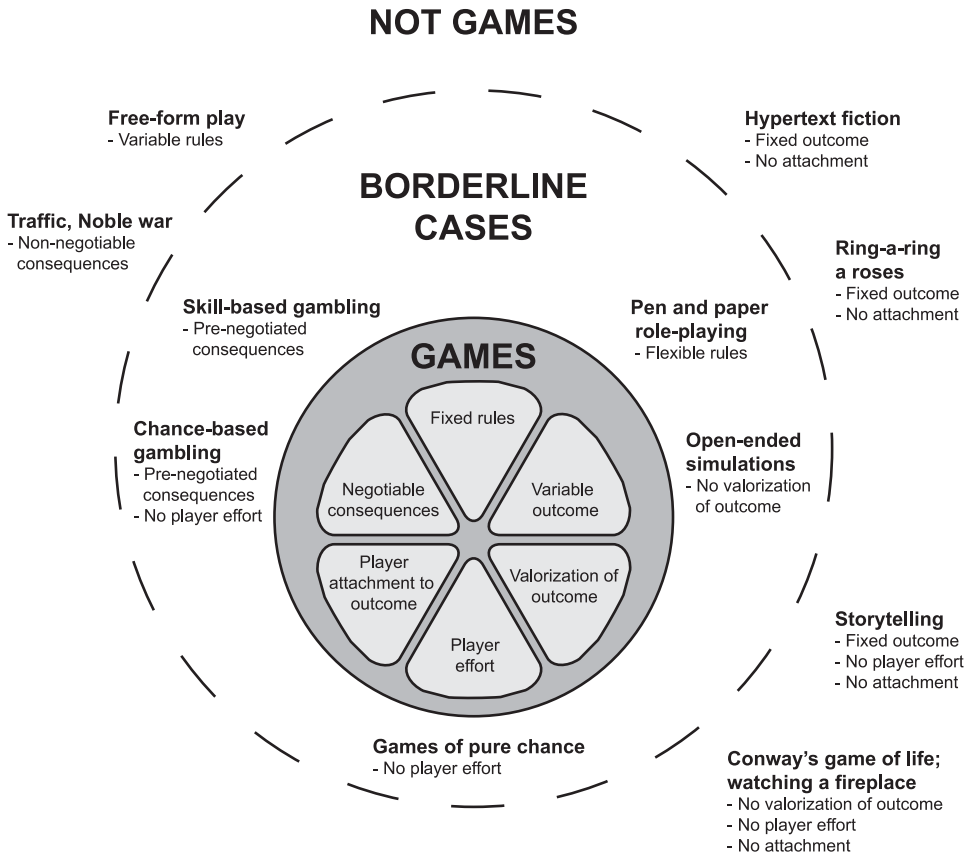 NOT GAMES
Free-form play
- Variable rules
Hypertext fiction
- Fixed outcome
- No attachment
BORDERLINE
CASES
Traffic, Noble war
- Non-negotiable
consequences
Ring-a-ring
a roses
- Fixed outcome
- No attachment
Skill-based gambling
- Pre-negotiated
consequences
Pen and paper
role-playing
- Flexible rules
GAMES
Fixed rules
Chance-based
gambling
- Pre-negotiated
consequences
- No player effort
Negotiable
consequences
Variable
outcome
Open-ended
simulations
- No valorization
of outcome
Player
attachment to
outcome
Valorization of
outcome
Player
effort
Storytelling
- Fixed outcome
- No player effort
- No attachment
Games of pure chance
- No player effort
Conway’s game of life;
watching a fireplace
- No valorization of outcome
- No player effort
- No attachment